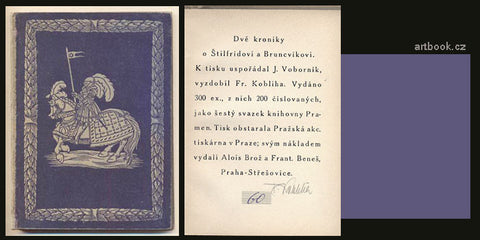 artbook.cz
Dvě kroniky
o Štilfridovi a Bruncvíkovi.
K tisku uspořádal J. Voborník,
vyzdobil Fr. Kobliha. Vydáno
300 ex., z nich 200 číslovaných,
jako šestý svazek knihovny Pra-
men. Tisk obstarala Pražská akc.
tiskárna v Praze; svým nákladem
vydali Alois Brož a Frant. Beneš,
Praha-Střešovice.
60